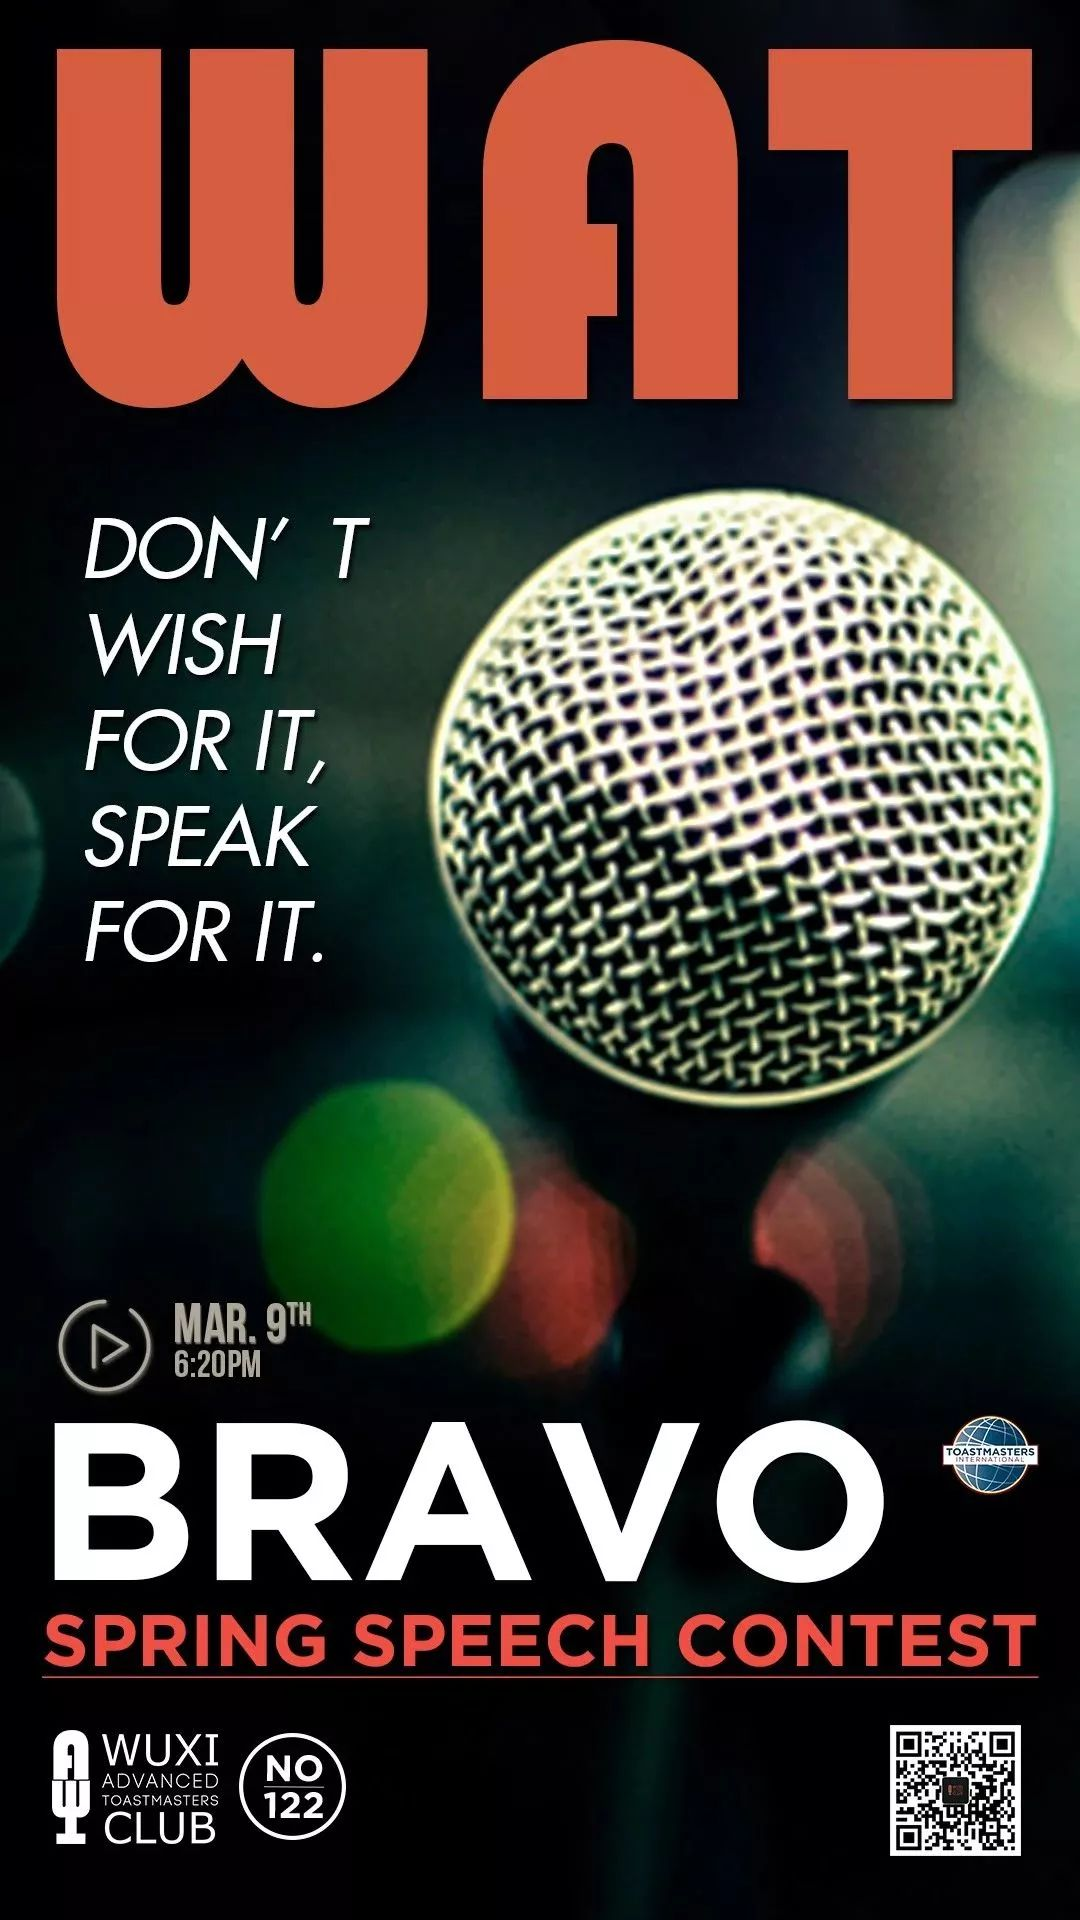 WAT
DON’ T
WISH
FOR IT,
SPEAK
FOR IT.
MAR. 9TH
6:20PM
BRAVO
TOASTMASTERS
INTERNATIONAL
SPRING SPEECH CONTEST
WUXI
ADVANCED
TOASTMASTERS
CLUB
NO
122